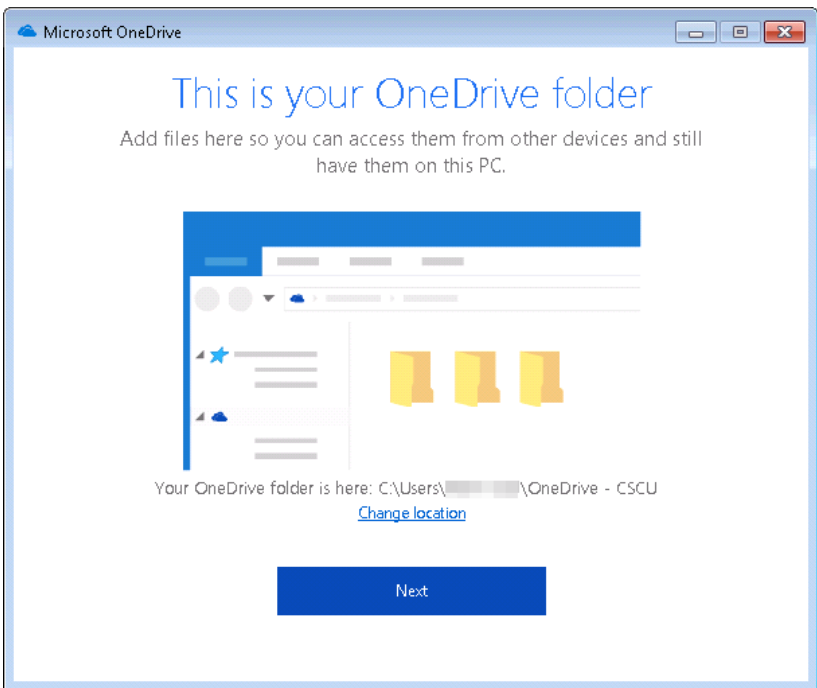 Microsoft OneDrive
This is your OneDrive folder
Add files here so you can access them from other devices and still
have them on this PC.
Your OneDrive folder is here: C:\Users\ \OneDrive - CSCU
Change location
Next